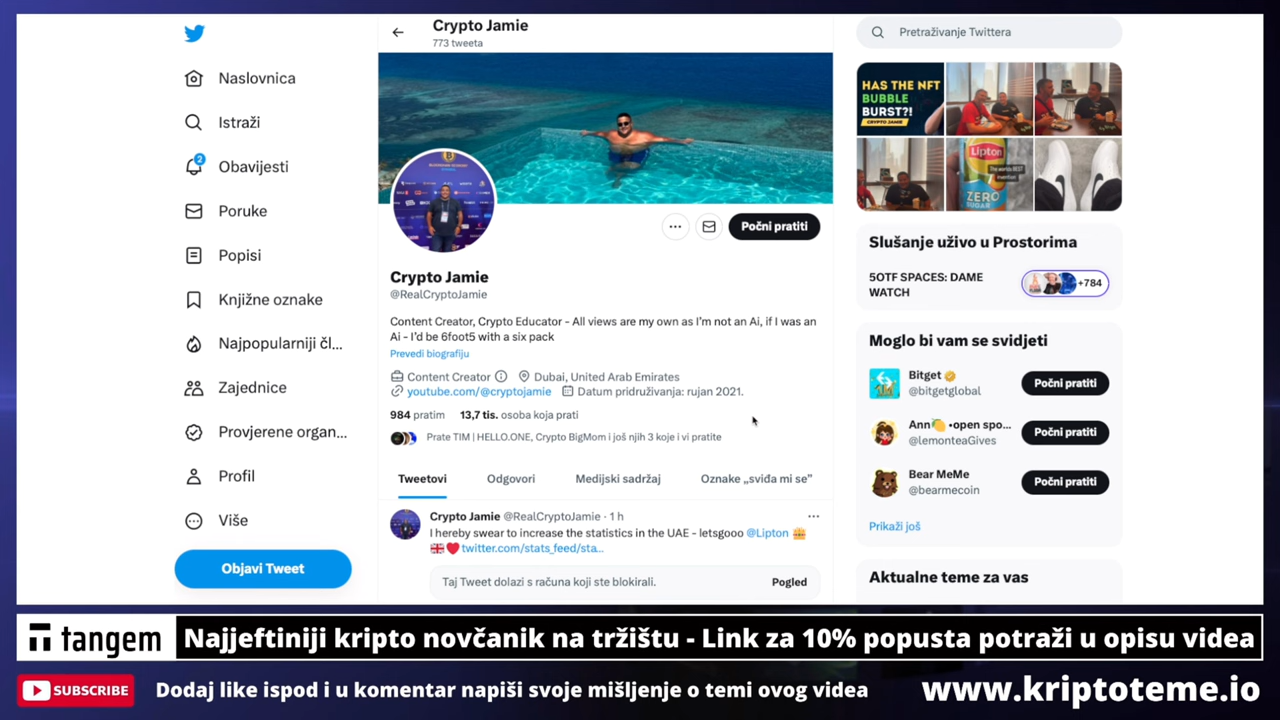 Crypto Jamie
773 tweeta
Pretraživanje Twittera
Naslovnica
Istraži
2
Obavijesti
Poruke
Popisi
Knjižne oznake
Najpopularniji čl...
Zajednice
Provjerene organ...
Profil
Više
Objavi Tweet
Počni pratiti
Crypto Jamie
@RealCryptoJamie
Content Creator, Crypto Educator - All views are my own as I'm not an Ai, if I was an
Ai - I'd be 6foot5 with a six pack
Prevedi biografiju
Content Creator Dubai, United Arab Emirates
youtube.com/@cryptojamie Datum pridruživanja: rujan 2021.
984 pratim 13,7 tis. osoba koja prati
Prate TIM | HELLO.ONE, Crypto BigMom i još njih 3 koje i vi pratite
Tweetovi Odgovori Medijski sadržaj Oznake „sviđa mi se”
Crypto Jamie @RealCryptoJamie · 1 h
I hereby swear to increase the statistics in the UAE - letsgooo @Lipton
twitter.com/stats_feed/sta...
Taj Tweet dolazi s računa koji ste blokirali. Pogled
HAS THE NFT
BUBBLE
BURST?!
CRYPTO JAMIE
Lipton
ZERO
SUGAR
Slušanje uživo u Prostorima
5OTF SPACES: DAME
WATCH
+784
Moglo bi vam se svidjeti
Bitget
@bitgetglobal
Počni pratiti
Ann🍋 •open spo...
@lemonteaGives
Počni pratiti
Bear MeMe
@bearmecoin
Počni pratiti
Prikaži još
Aktualne teme za vas
tangem
Najjeftiniji kripto novčanik na tržištu - Link za 10% popusta potraži u opisu videa
SUBSCRIBE
Dodaj like ispod i u komentar napiši svoje mišljenje o temi ovog videa
www.kriptoteme.io